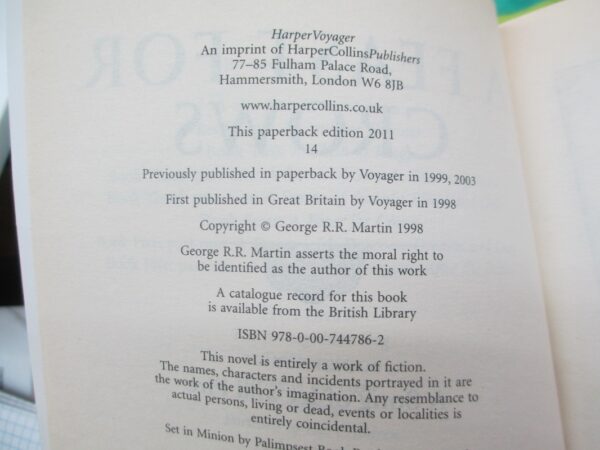 HarperVoyager
An imprint of HarperCollinsPublishers
77–85 Fulham Palace Road,
Hammersmith, London W6 8JB
www.harpercollins.co.uk
This paperback edition 2011
14
Previously published in paperback by Voyager in 1999, 2003
First published in Great Britain by Voyager in 1998
Copyright © George R.R. Martin 1998
George R.R. Martin asserts the moral right to
be identified as the author of this work
A catalogue record for this book
is available from the British Library
ISBN 978-0-00-744786-2
This novel is entirely a work of fiction.
The names, characters and incidents portrayed in it are
the work of the author's imagination. Any resemblance to
actual persons, living or dead, events or localities is
entirely coincidental.
Set in Minion by Palimpsest Book